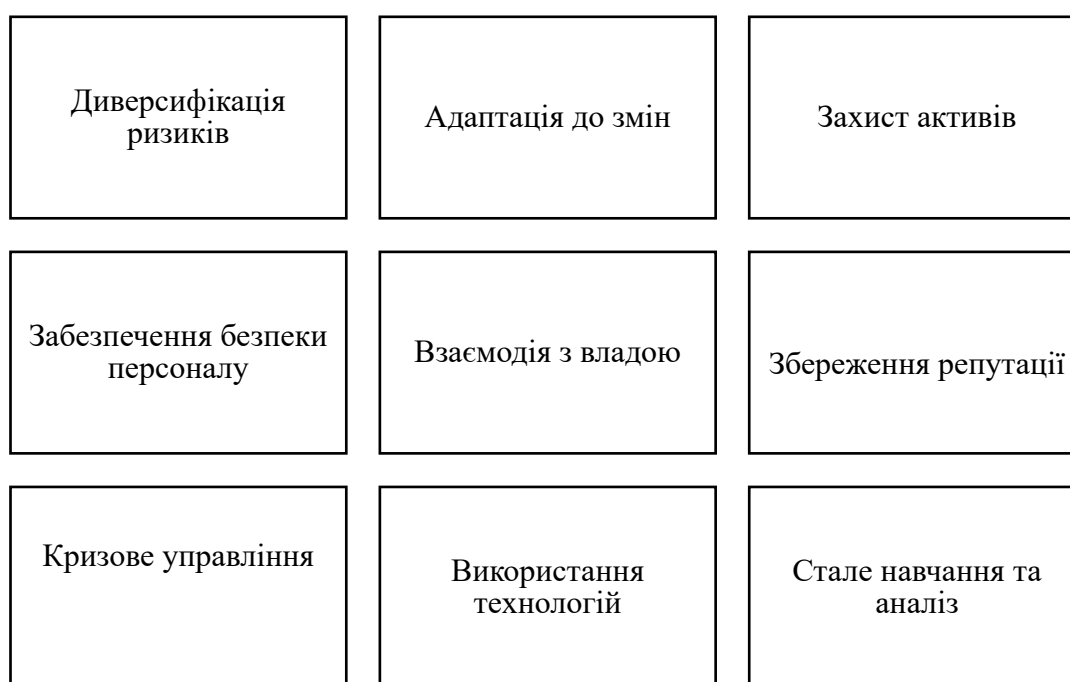 Диверсифікація
ризиків
Адаптація до змін
Захист активів
Забезпечення безпеки
персоналу
Взаємодія з владою
Збереження репутації
Кризове управління
Використання
технологій
Стале навчання та
аналіз